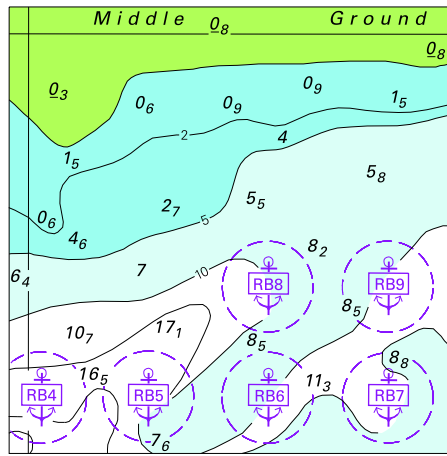 Middle Ground
0₈
0₈
0₃
0₆ 0₉ 0₉ 1₅
2 4
1₅ 5₈
0₆ 2₇ 5 5₅
4₆ 8₂
6₄ 7 10
RB8 RB9
10₇ 17₁ 8₅
8₅
16₅ 11₃ 8₈
RB4 RB5 RB6 RB7
7₆